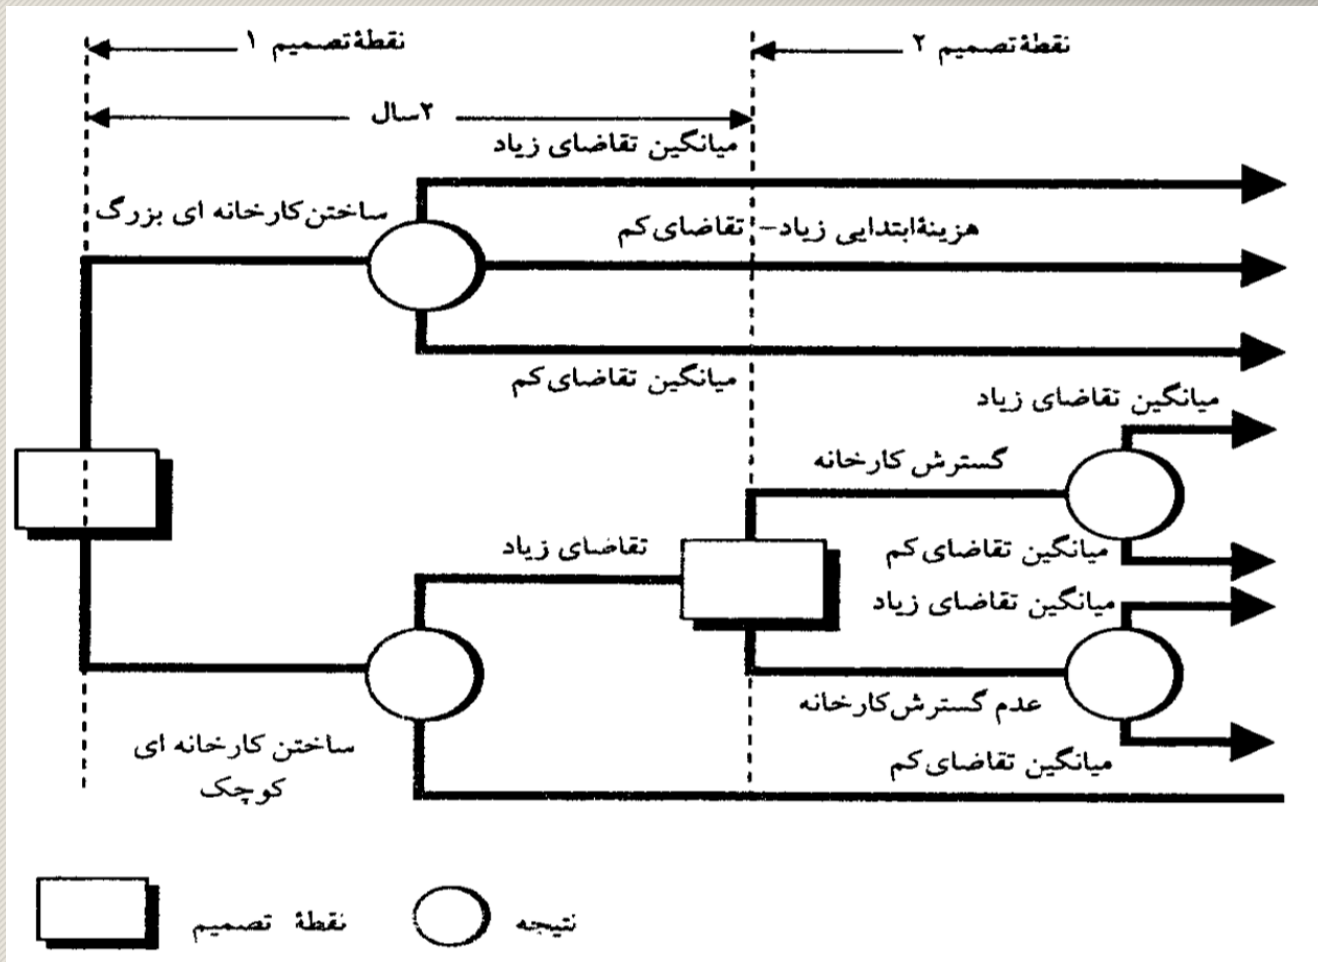 نقطهٔ تصمیم ۱
نقطهٔ تصمیم ۲
۲سال
میانگین تقاضای زیاد
ساختن کارخانه ای بزرگ
هزینهٔ ابتدایی زیاد- تقاضای کم
میانگین تقاضای کم
میانگین تقاضای زیاد
گسترش کارخانه
تقاضای زیاد
میانگین تقاضای کم
میانگین تقاضای زیاد
عدم گسترش کارخانه
ساختن کارخانه ای
کوچک
میانگین تقاضای کم
نقطهٔ تصمیم
نتیجه